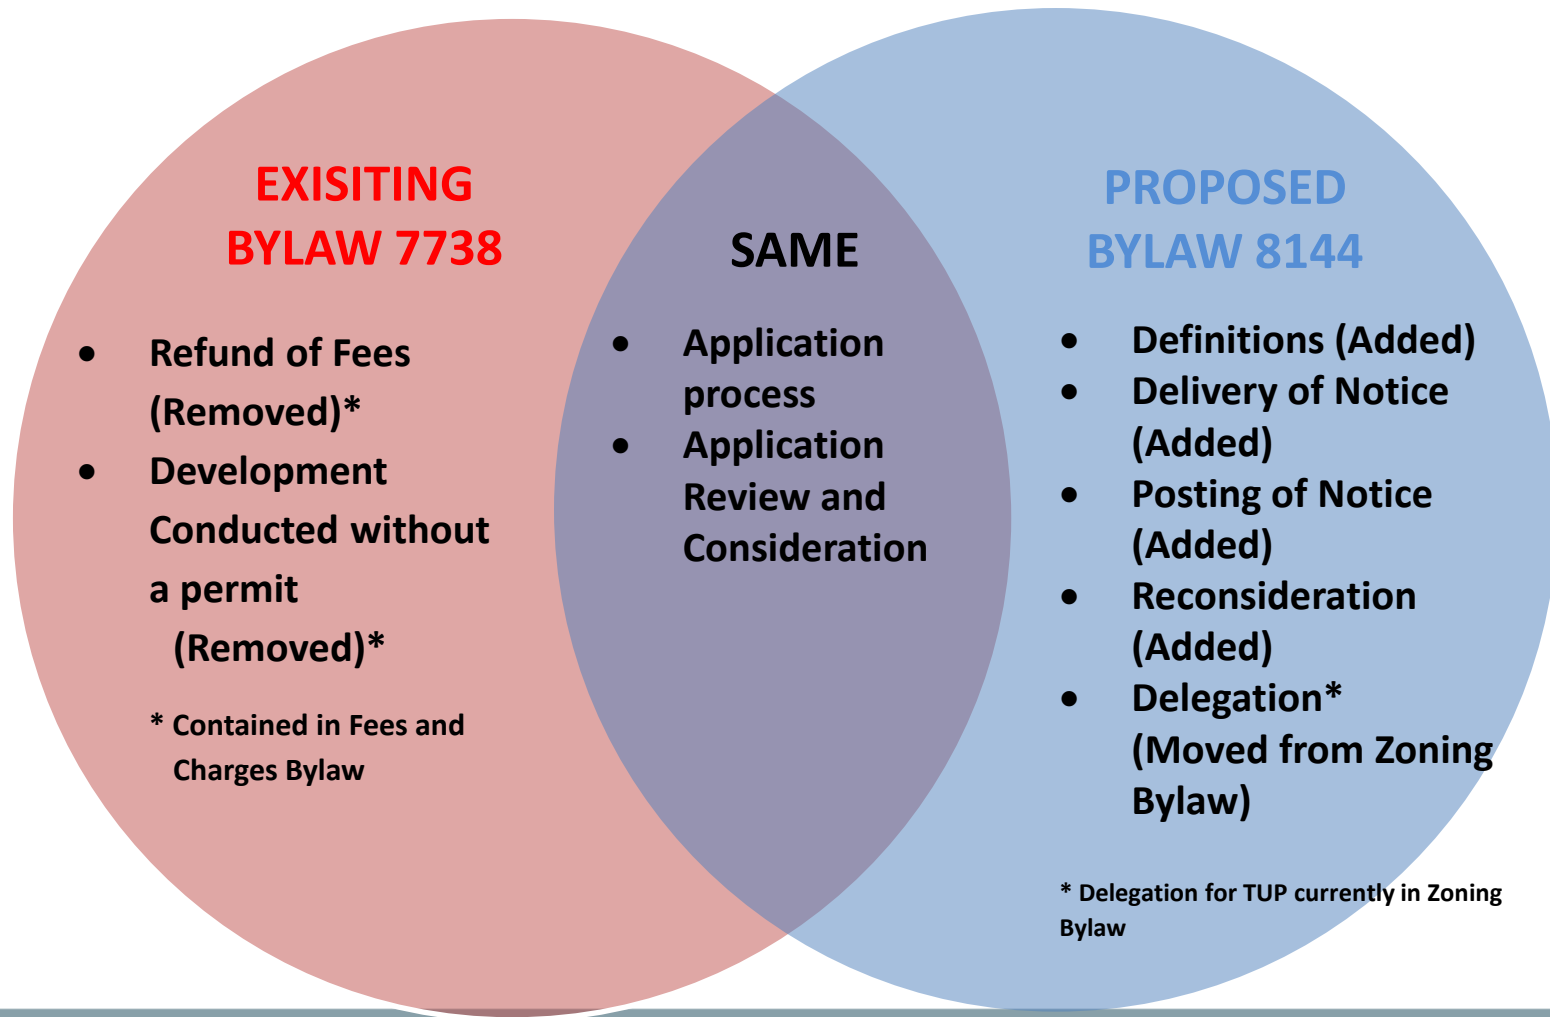 EXISITING
BYLAW 7738
• Refund of Fees
(Removed)*
• Development
Conducted without
a permit
(Removed)*
* Contained in Fees and
Charges Bylaw
SAME
• Application
process
• Application
Review and
Consideration
PROPOSED
BYLAW 8144
• Definitions (Added)
• Delivery of Notice
(Added)
• Posting of Notice
(Added)
• Reconsideration
(Added)
• Delegation*
(Moved from Zoning
Bylaw)
* Delegation for TUP currently in Zoning
Bylaw